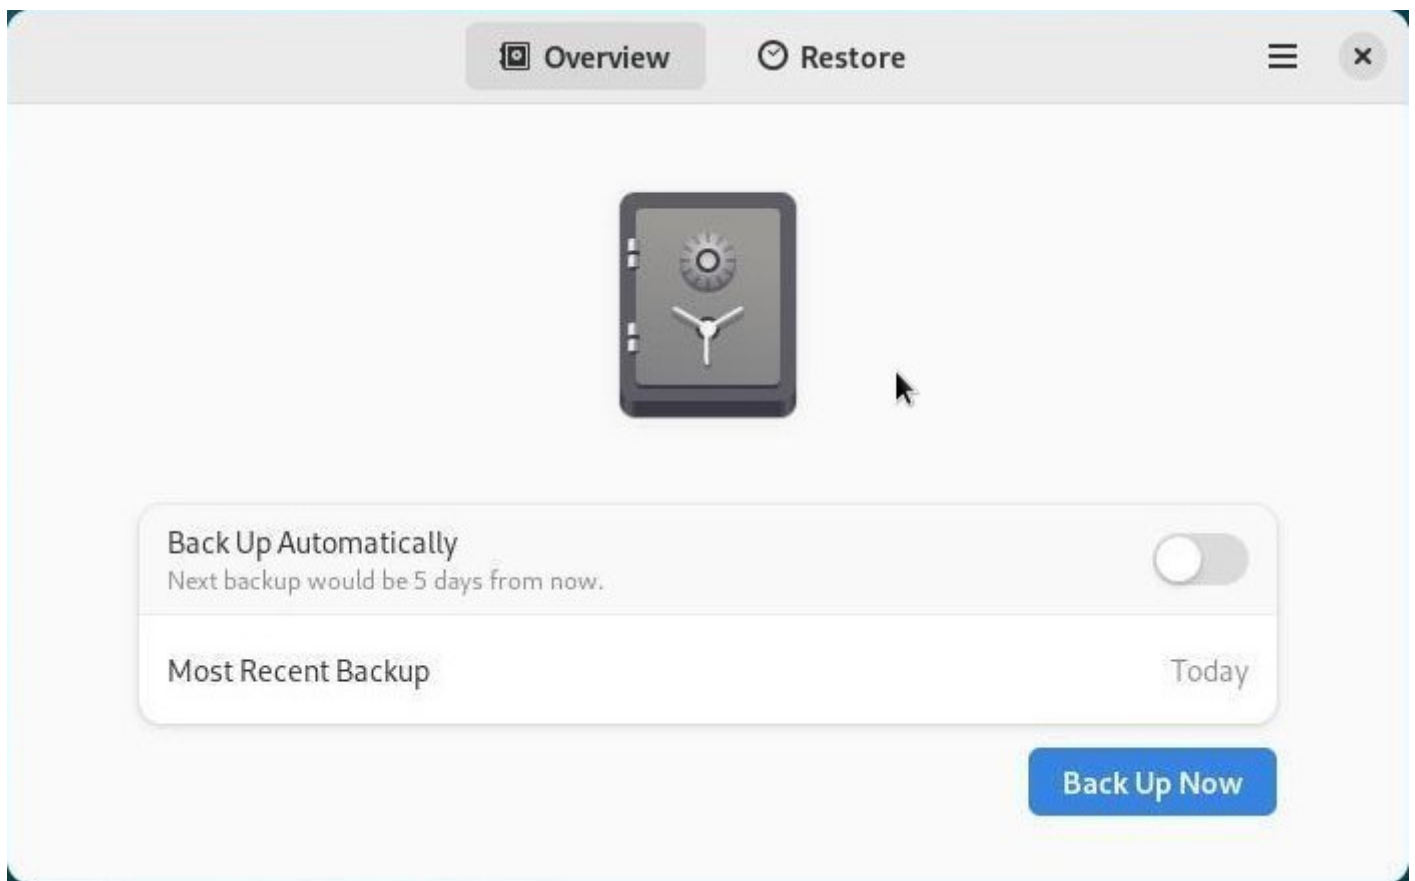 Overview
Restore
Back Up Automatically
Next backup would be 5 days from now.
Most Recent Backup
Today
Back Up Now